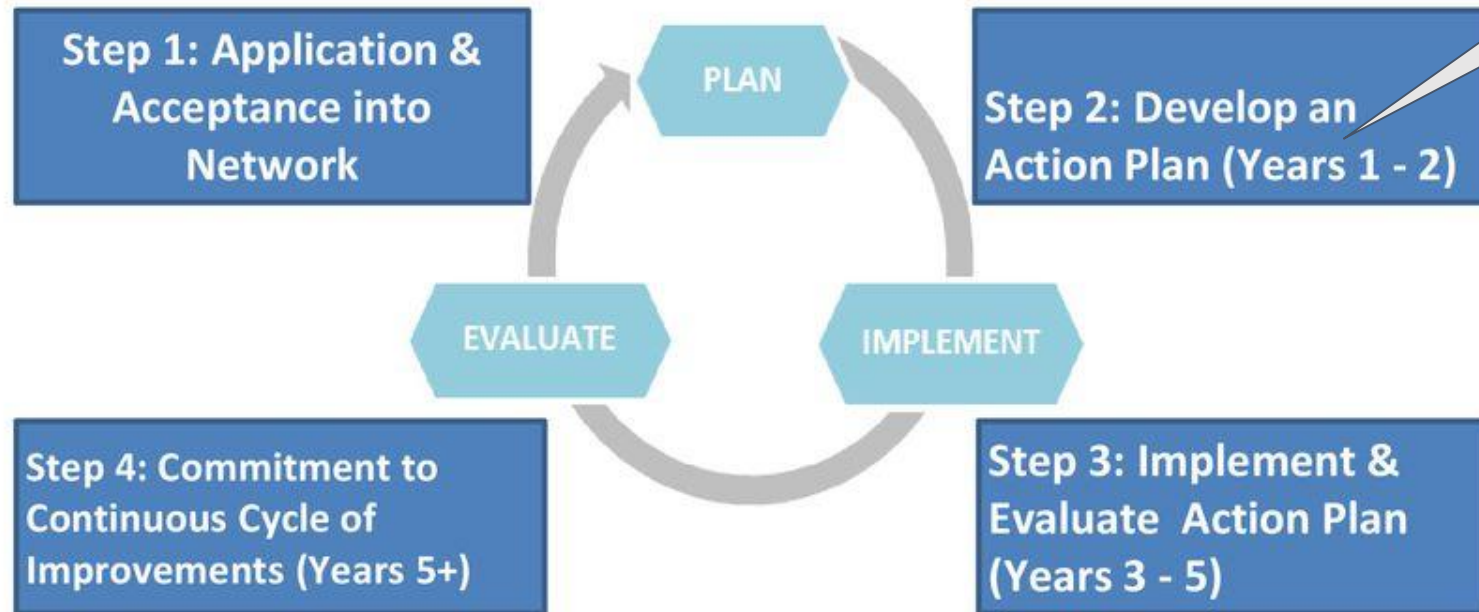 Step 1: Application &
Acceptance into
Network
PLAN
Step 2: Develop an
Action Plan (Years 1 - 2)
EVALUATE
IMPLEMENT
Step 4: Commitment to
Continuous Cycle of
Improvements (Years 5+)
Step 3: Implement &
Evaluate Action Plan
(Years 3 - 5)